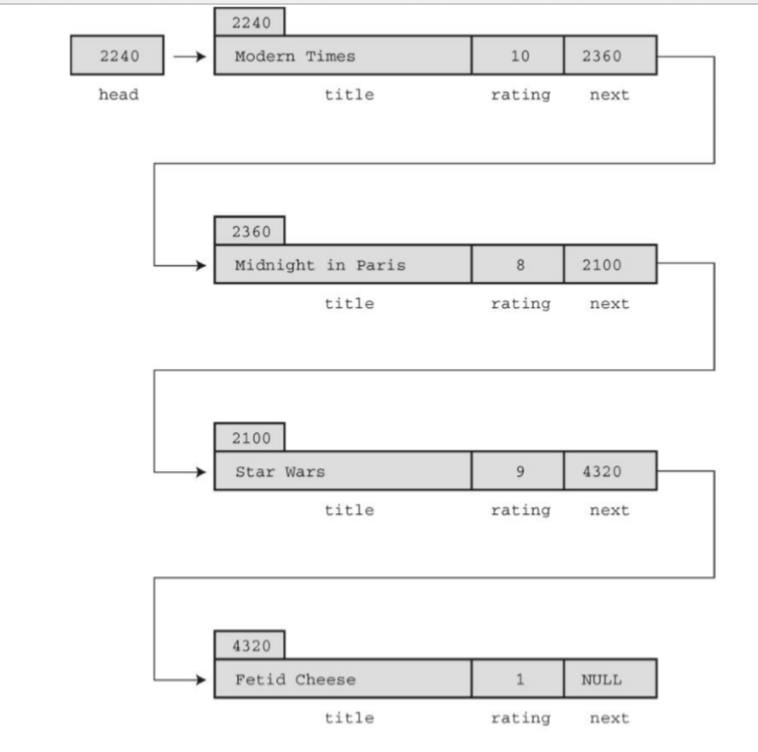 2240
2240 Modern Times 10 2360
head title rating next
2360
Midnight in Paris 8 2100
title rating next
2100
Star Wars 9 4320
title rating next
4320
Fetid Cheese 1 NULL
title rating next